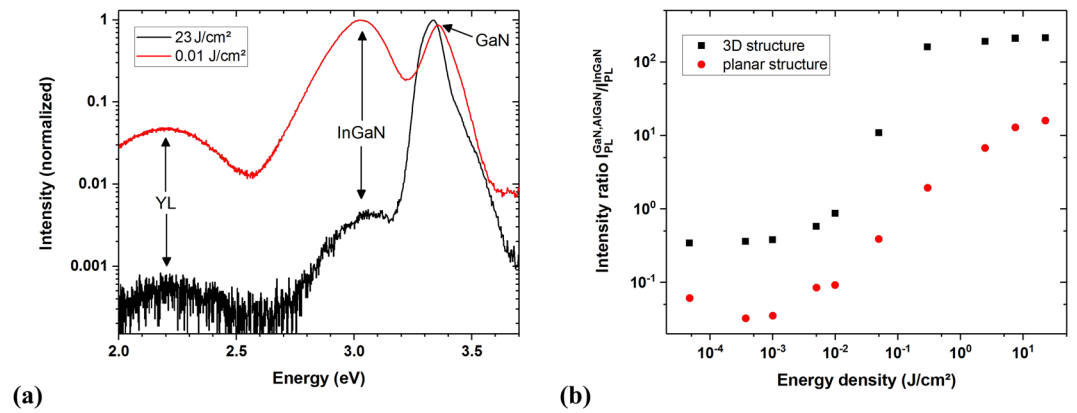 1
0.1
0.01
0.001
Intensity (normalized)
23 J/cm²
0.01 J/cm²
GaN
InGaN
YL
2.0 2.5 3.0 3.5
Energy (eV)
(a)
10²
10¹
10⁰
10⁻¹
Intensity ratio I_PL^GaN,AlGaN/I_PL^InGaN
3D structure
planar structure
10⁻⁴ 10⁻³ 10⁻² 10⁻¹ 10⁰ 10¹
Energy density (J/cm²)
(b)